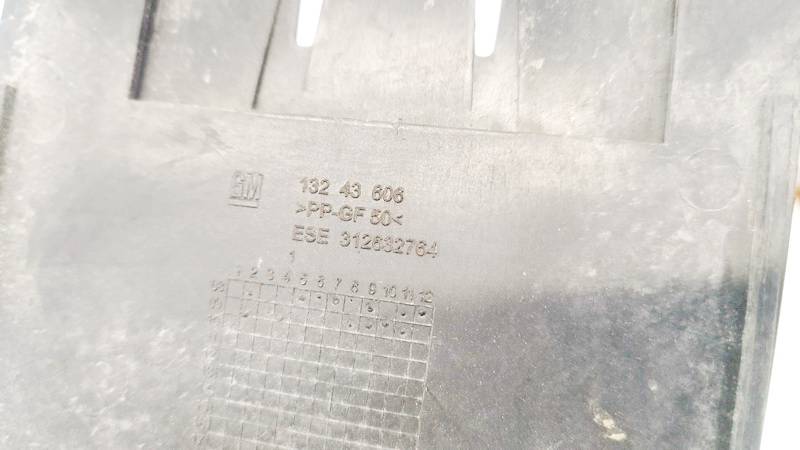 GM 132 43 606
>PP-GF 50<
ESE 312632764
1
1 2 3 4 5 6 7 8 9 10 11 12